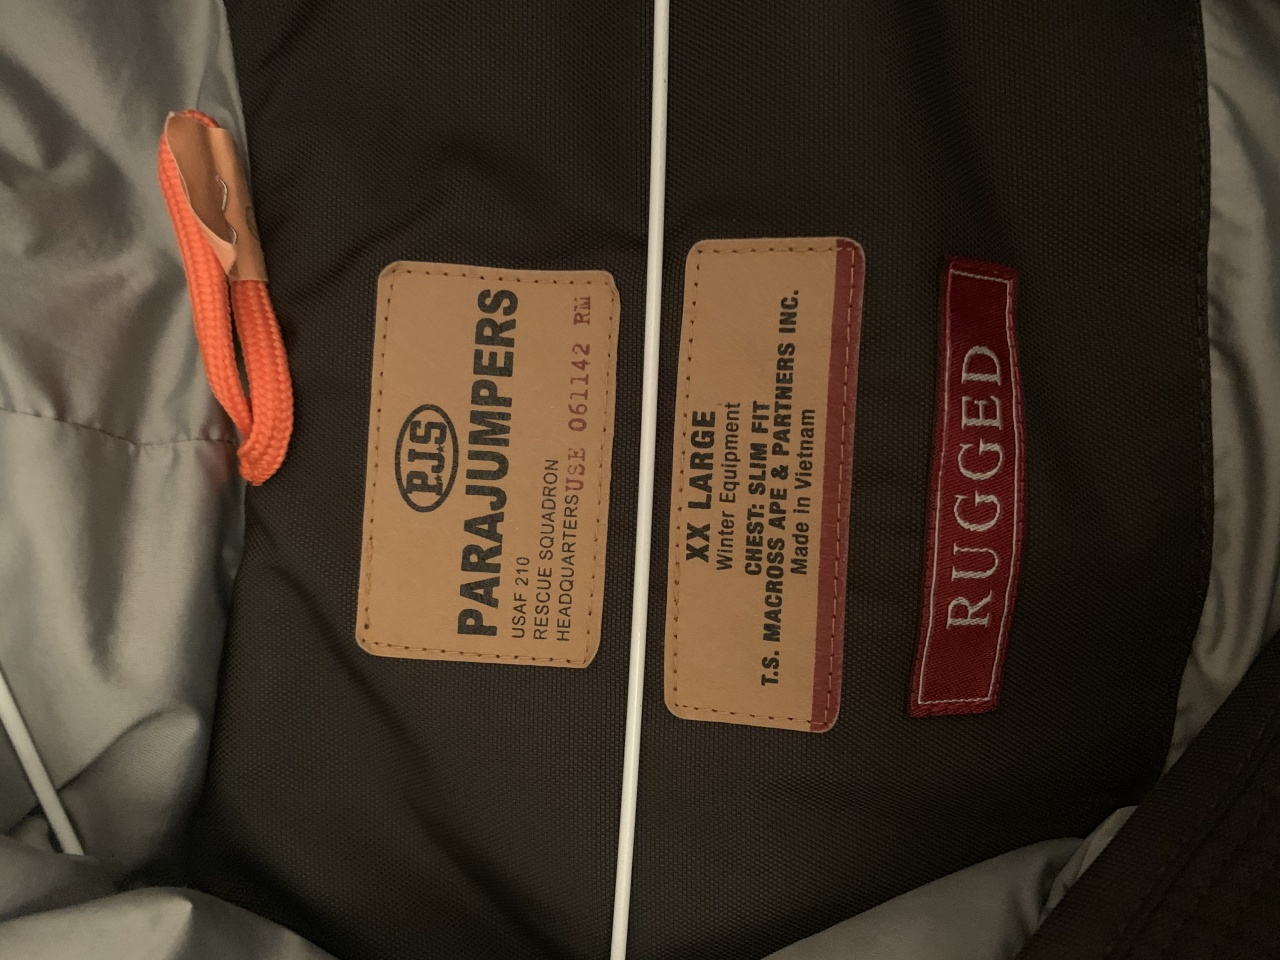 P.J.S
PARAJUMPERS
USAF 210
RESCUE SQUADRON
HEADQUARTERS USE 061142 RM
XX LARGE
Winter Equipment
CHEST: SLIM FIT
T.S. MACROSS APE & PARTNERS INC.
Made in Vietnam
RUGGED